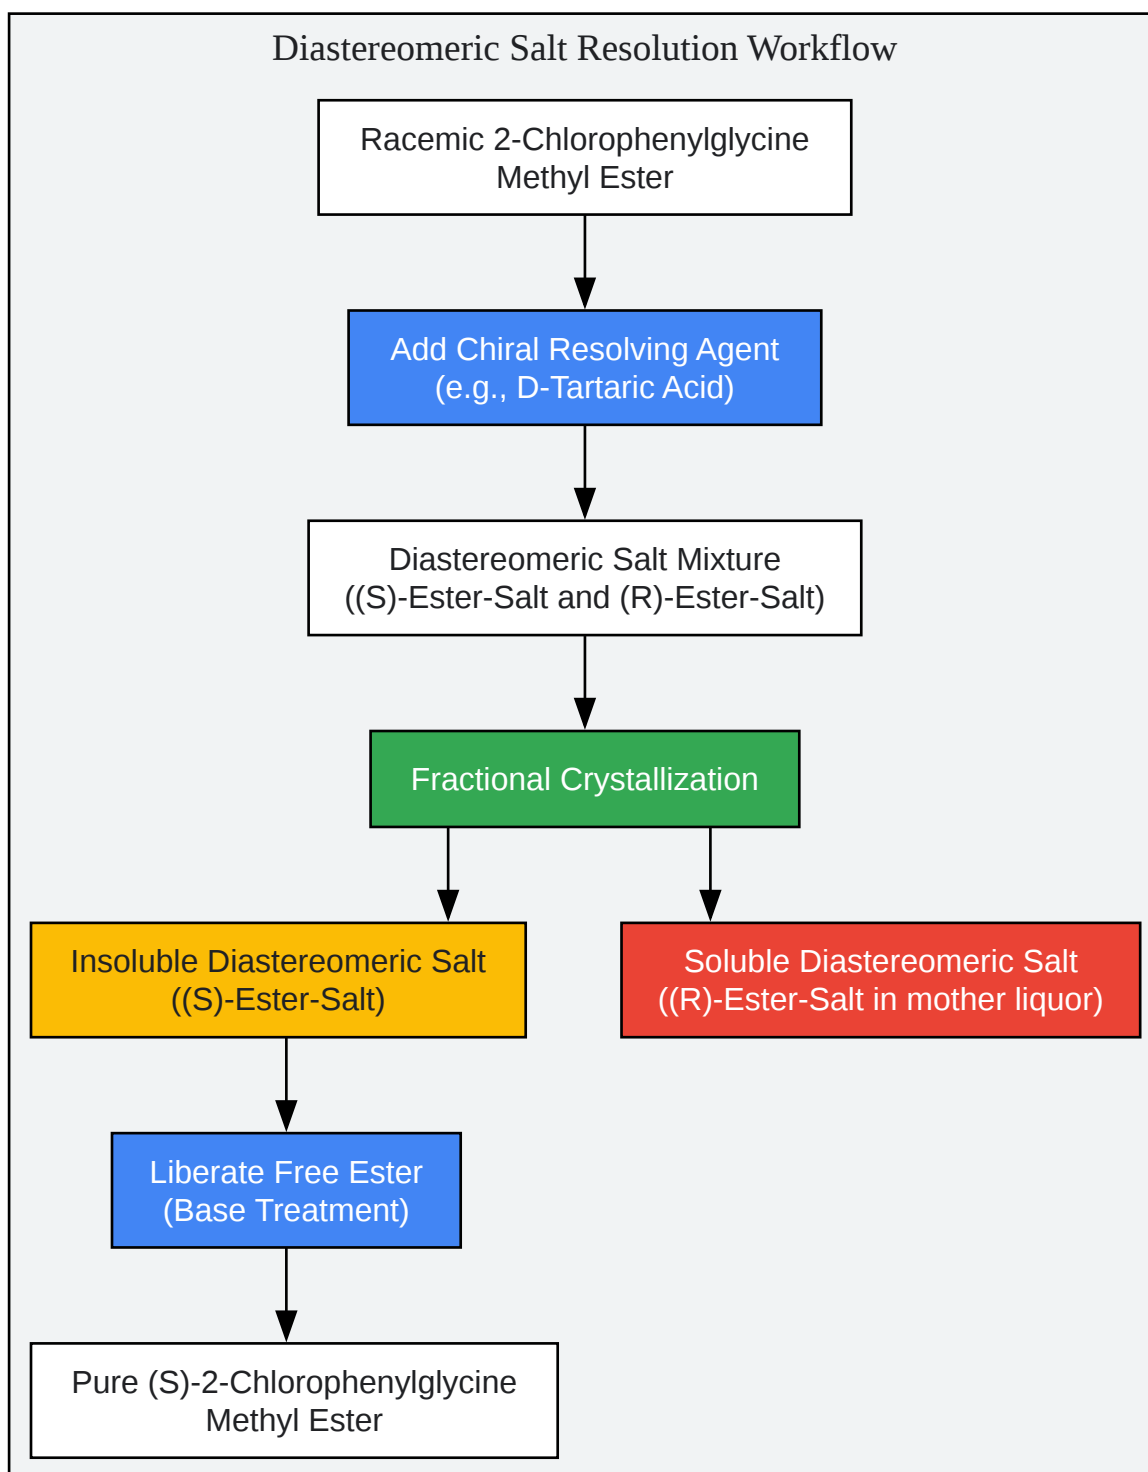 Diastereomeric Salt Resolution Workflow
Racemic 2-Chlorophenylglycine
Methyl Ester
Add Chiral Resolving Agent
(e.g., D-Tartaric Acid)
Diastereomeric Salt Mixture
((S)-Ester-Salt and (R)-Ester-Salt)
Fractional Crystallization
Insoluble Diastereomeric Salt
((S)-Ester-Salt)
Soluble Diastereomeric Salt
((R)-Ester-Salt in mother liquor)
Liberate Free Ester
(Base Treatment)
Pure (S)-2-Chlorophenylglycine
Methyl Ester